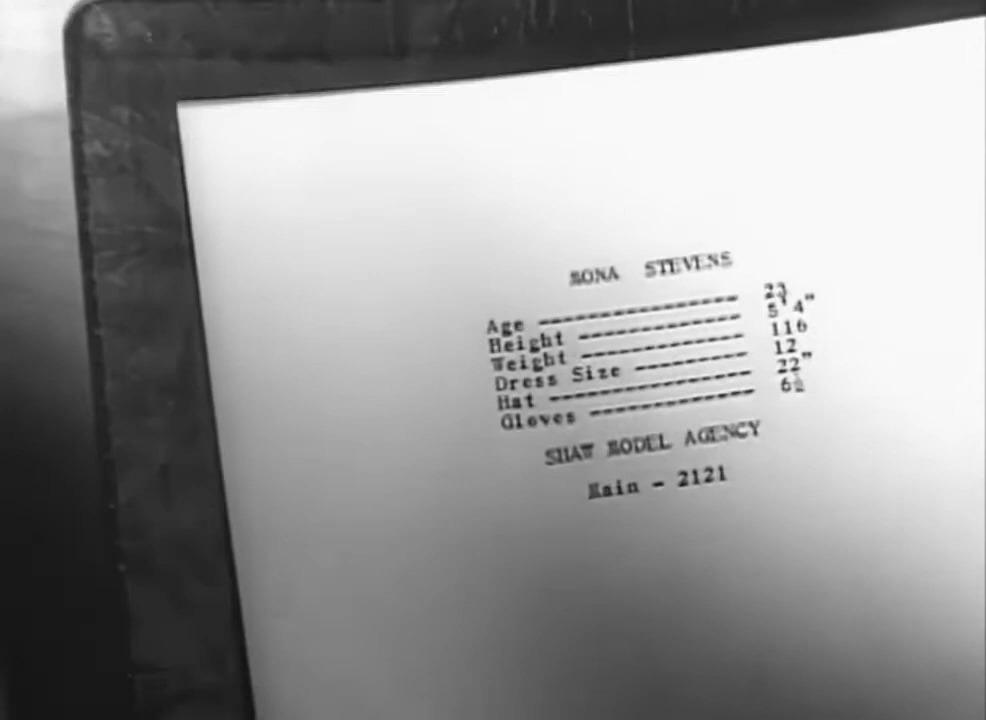 MONA STEVENS
Age ---------------- 23
Height ------------- 5'4"
Weight ------------- 116
Dress Size --------- 12
Hat ---------------- 22"
Gloves ------------- 6½
SHAW MODEL AGENCY
Main - 2121